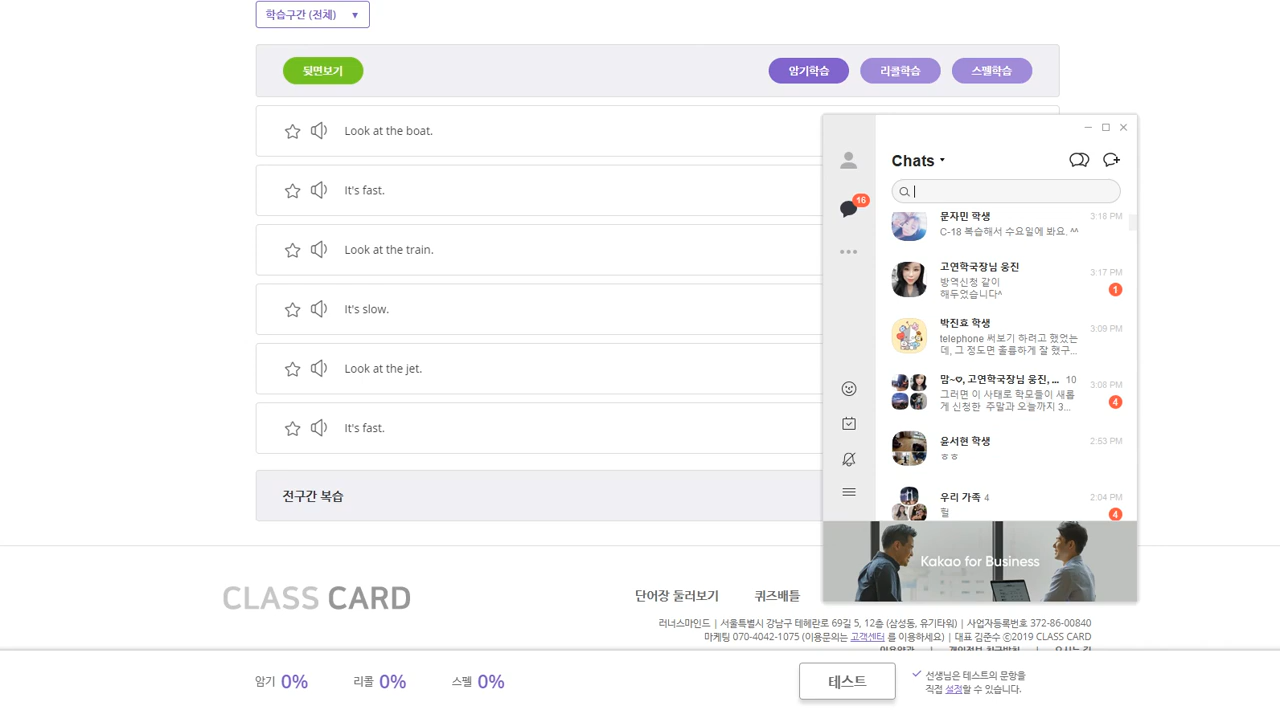 학습구간 (전체) ▼
뒷면보기
암기학습 리콜학습 스펠학습
Look at the boat.
It's fast.
Look at the train.
It's slow.
Look at the jet.
It's fast.
전구간 복습
CLASS CARD
단어장 둘러보기 퀴즈배틀
러너스마인드 | 서울특별시 강남구 테헤란로 69길 5, 12층 (삼성동, 유기타워) | 사업자등록번호 372-86-00840
마케팅 070-4042-1075 (이용문의는 고객센터 를 이용하세요) | 대표 김준수 ⓒ2019 CLASS CARD
암기 0% 리콜 0% 스펠 0%
테스트
선생님은 테스트의 문항을
직접 설정할 수 있습니다.
Chats
16
문자민 학생 3:18 PM
C-18 복습해서 수요일에 봐요. ^^
고연학국장님 웅진 3:17 PM
방역신청 같이
해두었습니다^ 1
박진효 학생 3:09 PM
telephone 써보기 하려고 했었는
데, 그 정도면 훌륭하게 잘 했구...
맘~♡, 고연학국장님 웅진, ... 10 3:08 PM
그러면 이 사태로 학모들이 새롭
게 신청한 주말과 오늘까지 3... 4
윤서현 학생 2:53 PM
ㅎㅎ
우리 가족 4 2:04 PM
헐 4
Kakao for Business